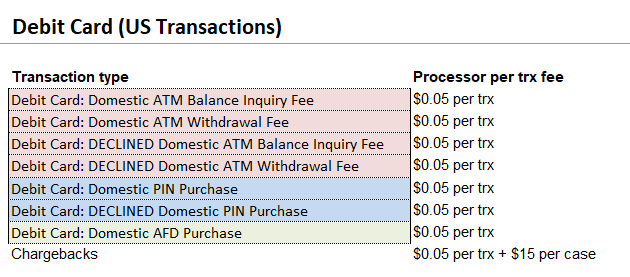 Debit Card (US Transactions)
Transaction type Processor per trx fee
Debit Card: Domestic ATM Balance Inquiry Fee $0.05 per trx
Debit Card: Domestic ATM Withdrawal Fee $0.05 per trx
Debit Card: DECLINED Domestic ATM Balance Inquiry Fee $0.05 per trx
Debit Card: DECLINED Domestic ATM Withdrawal Fee $0.05 per trx
Debit Card: Domestic PIN Purchase $0.05 per trx
Debit Card: DECLINED Domestic PIN Purchase $0.05 per trx
Debit Card: Domestic AFD Purchase $0.05 per trx
Chargebacks $0.05 per trx + $15 per case